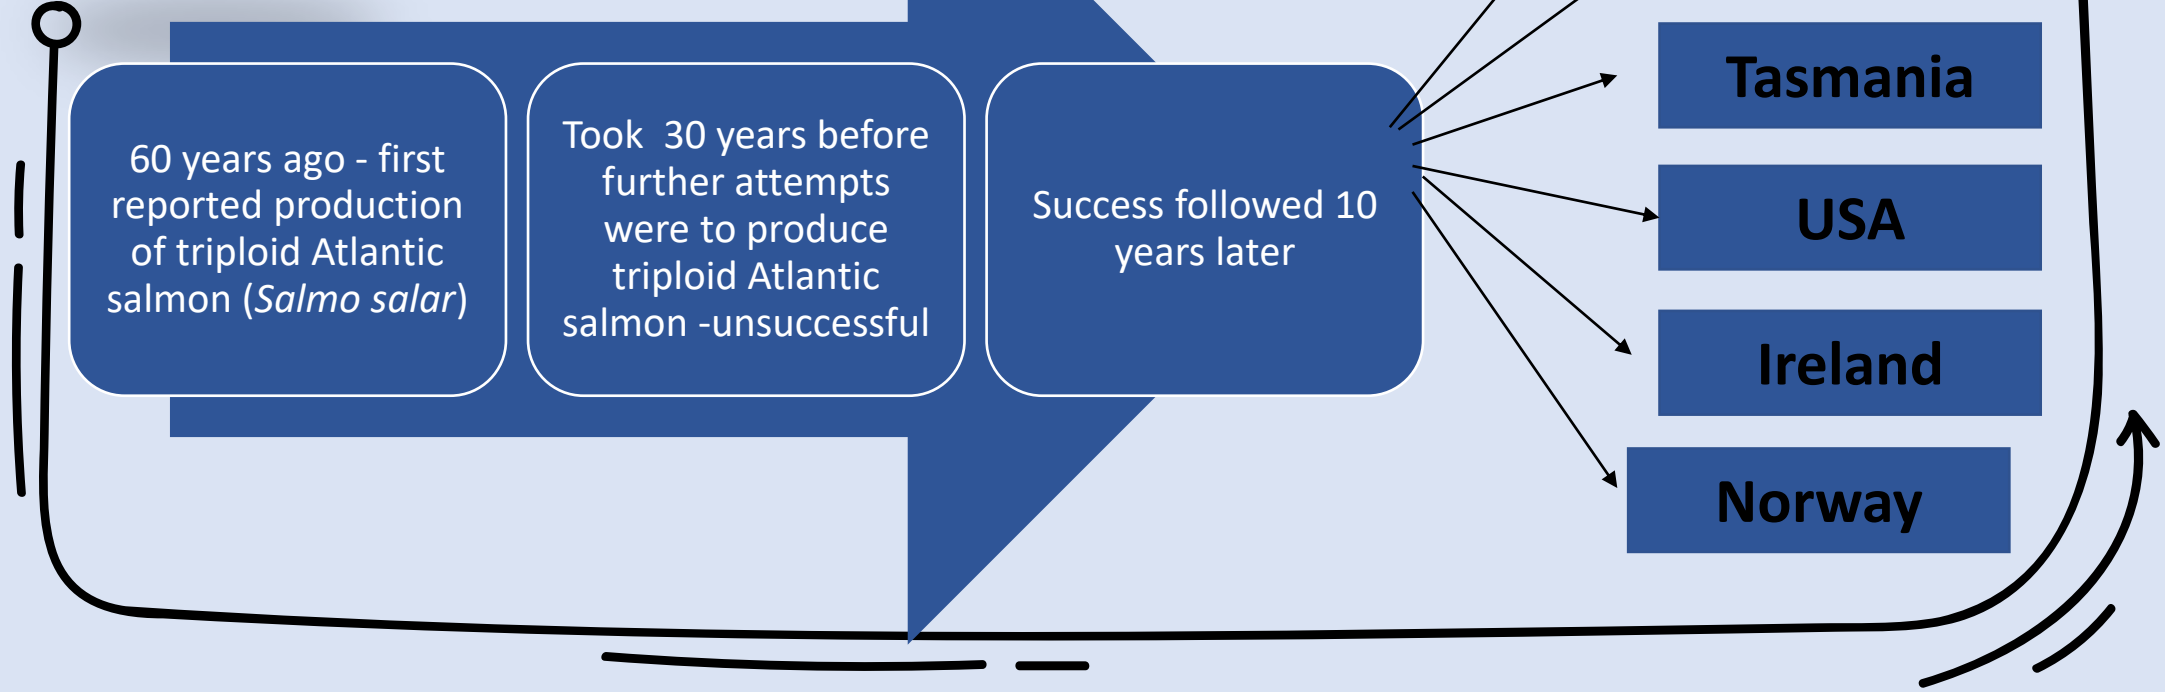 60 years ago - first
reported production
of triploid Atlantic
salmon (Salmo salar)
Took  30 years before
further attempts
were to produce
triploid Atlantic
salmon -unsuccessful
Success followed 10
years later
Tasmania
USA
Ireland
Norway